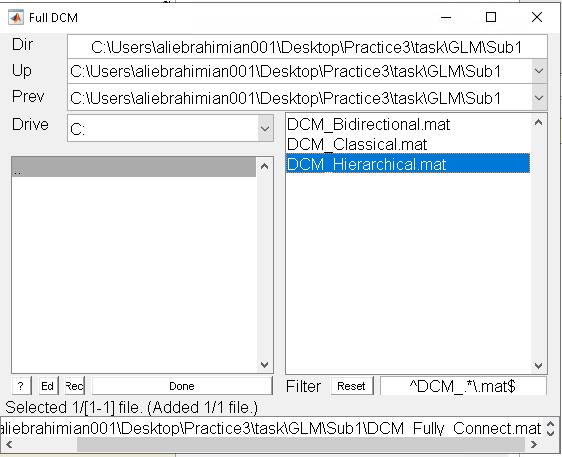 Full DCM
Dir C:\Users\aliebrahimian001\Desktop\Practice3\task\GLM\Sub1
Up C:\Users\aliebrahimian001\Desktop\Practice3\task\GLM\Sub1
Prev C:\Users\aliebrahimian001\Desktop\Practice3\task\GLM\Sub1
Drive C:
DCM_Bidirectional.mat
DCM_Classical.mat
DCM_Hierarchical.mat
..
? Ed Rec Done Filter Reset ^DCM_.*\.mat$
Selected 1/[1-1] file. (Added 1/1 file.)
aliebrahimian001\Desktop\Practice3\task\GLM\Sub1\DCM_Fully_Connect.mat